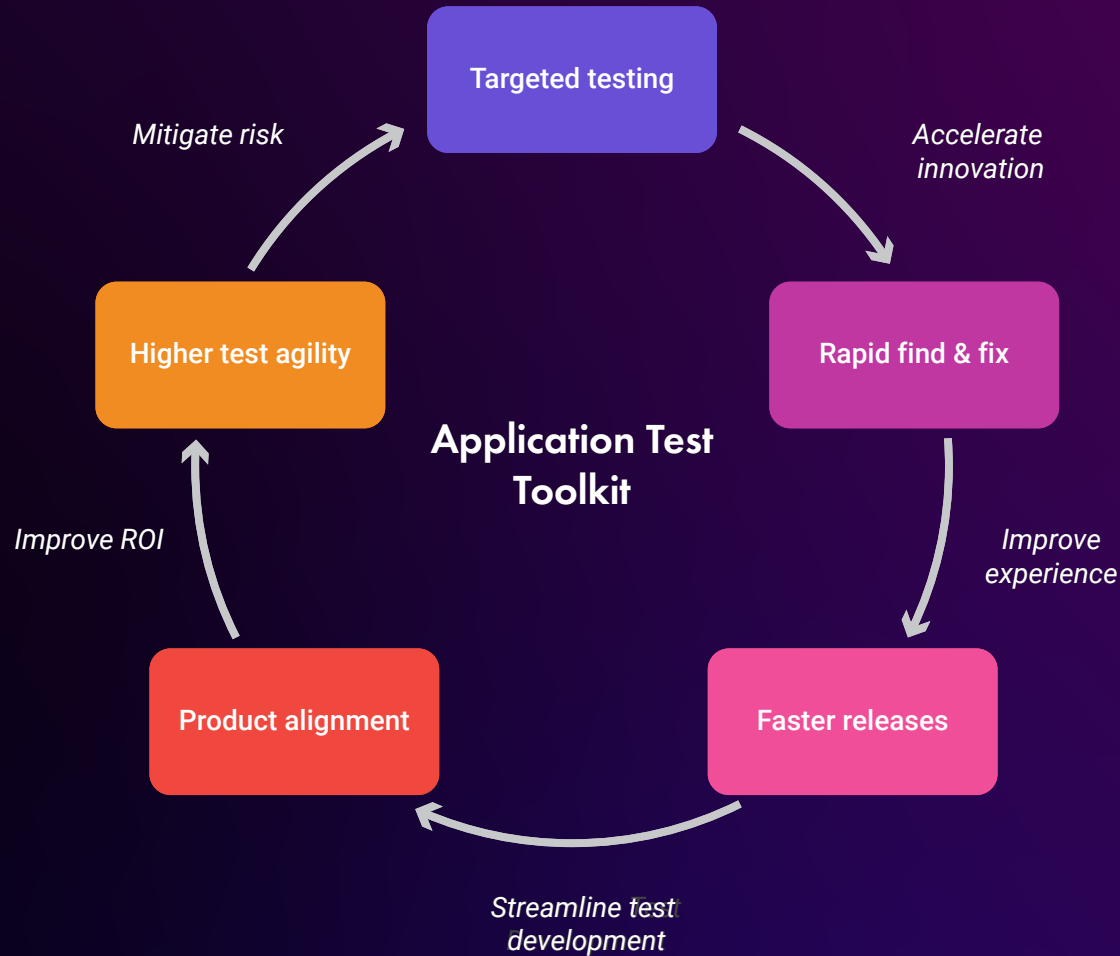 Targeted testing
Mitigate risk
Accelerate
innovation
Higher test agility
Rapid find & fix
Application Test
Toolkit
Improve ROI
Improve
experience
Product alignment
Faster releases
Streamline test
development